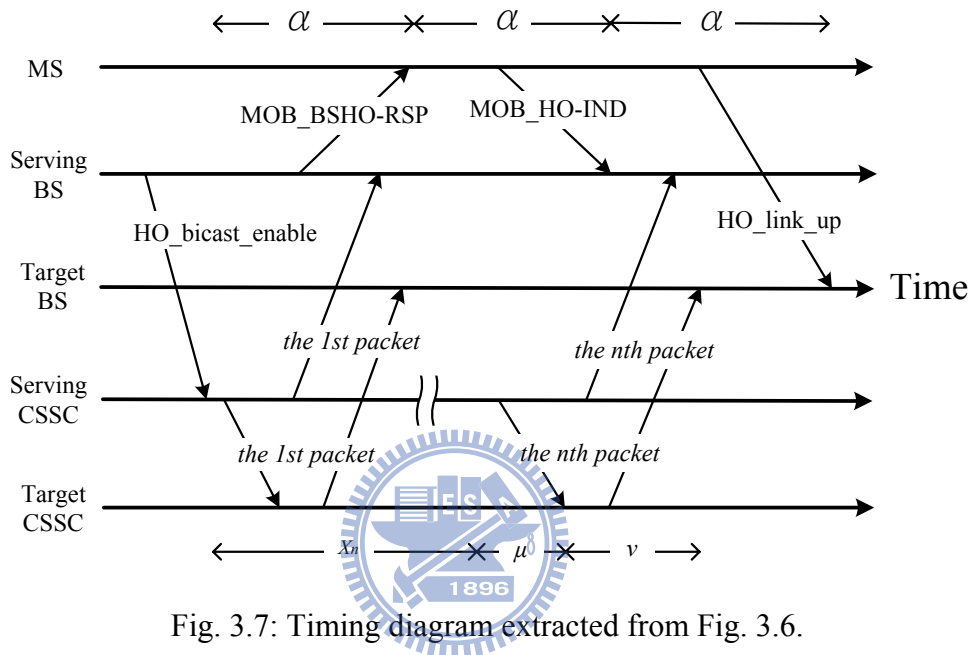 α α α
MS
MOB_BSHO-RSP
MOB_HO-IND
Serving
BS
HO_bicast_enable
HO_link_up
Target
BS
Time
the 1st packet
the nth packet
Serving
CSSC
the 1st packet
the nth packet
Target
CSSC
E S
Xn μ v
1896
Fig. 3.7: Timing diagram extracted from Fig. 3.6.